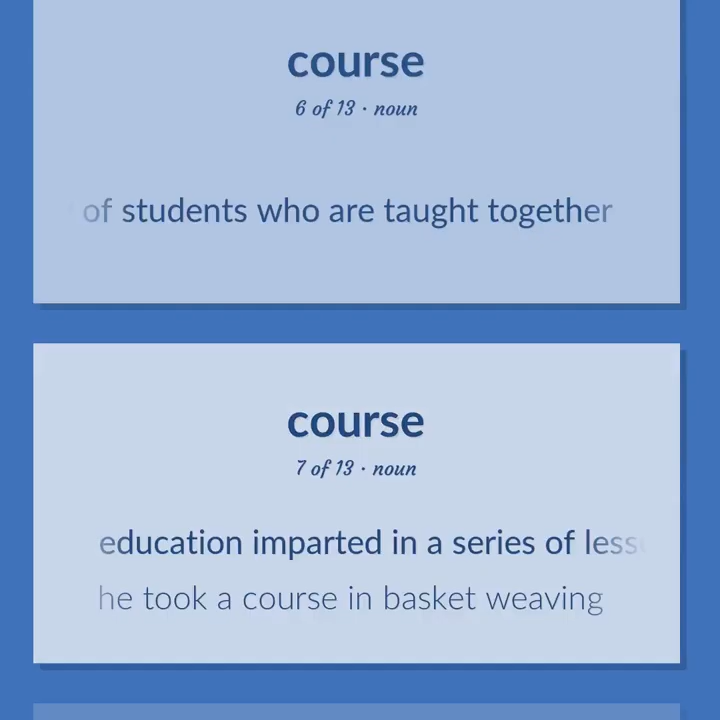 course
6 of 13 · noun
of students who are taught together
course
7 of 13 · noun
education imparted in a series of
he took a course in basket weaving